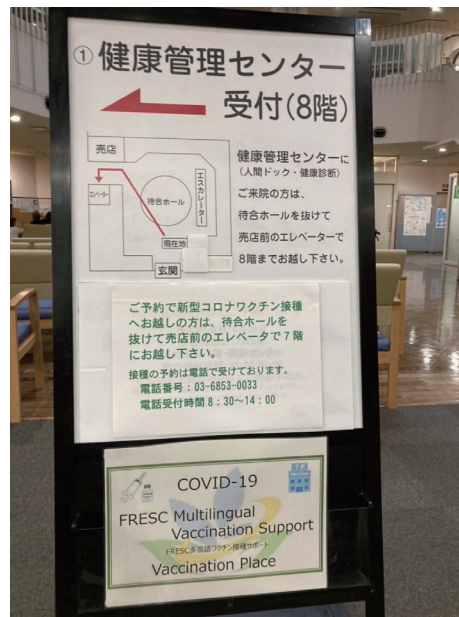 ① 健康管理センター
受付(8階)
売店
エレベーター
待合ホール
エスカレーター
現在地
玄関
健康管理センターに
(人間ドック・健康診断)
ご来院の方は、
待合ホールを抜けて
売店前のエレベーターで
8階までお越し下さい。
ご予約で新型コロナワクチン接種
へお越しの方は、待合ホールを
抜けて売店前のエレベータで7階
にお越し下さい。
接種の予約は電話で受けております。
電話番号：03-6853-0033
電話受付時間8：30～14：00
COVID-19
FRESC Multilingual
Vaccination Support
FRESC多言語ワクチン接種サポート
Vaccination Place